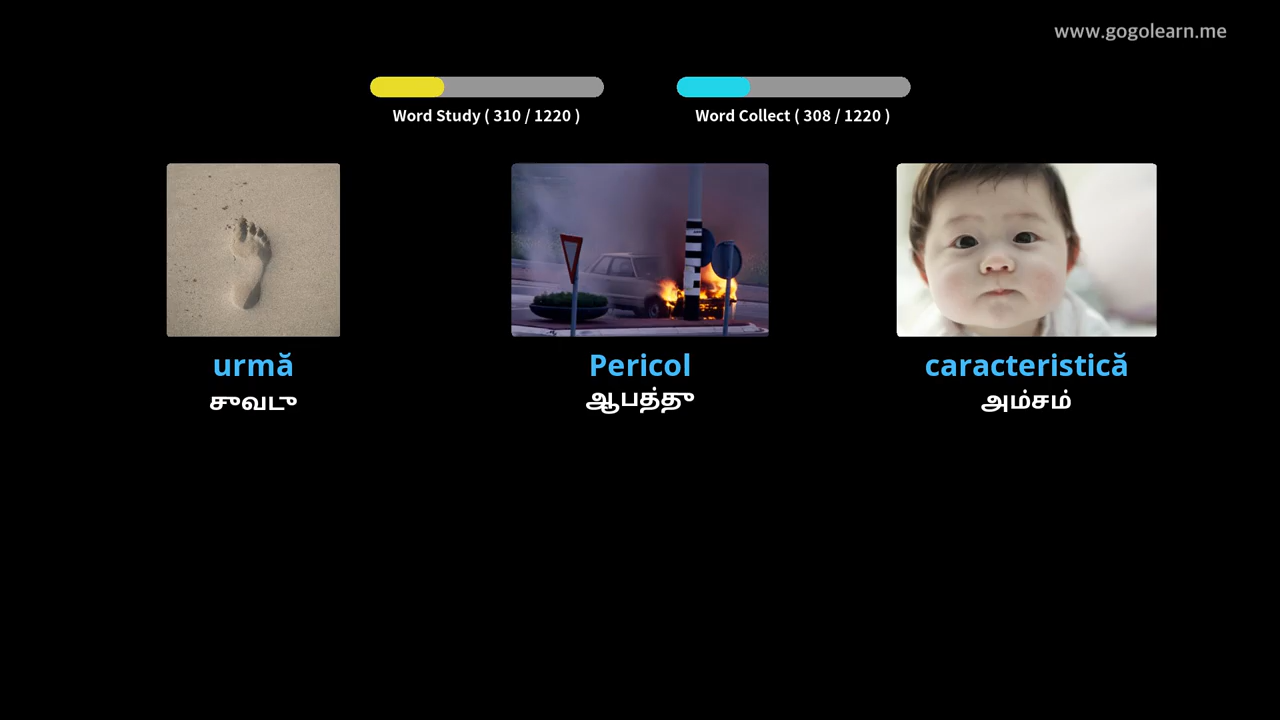 www.gogolearn.me
Word Study ( 310 / 1220 )
Word Collect ( 308 / 1220 )
urmă
Pericol
caracteristică
சுவடு
ஆபத்து
அம்சம்